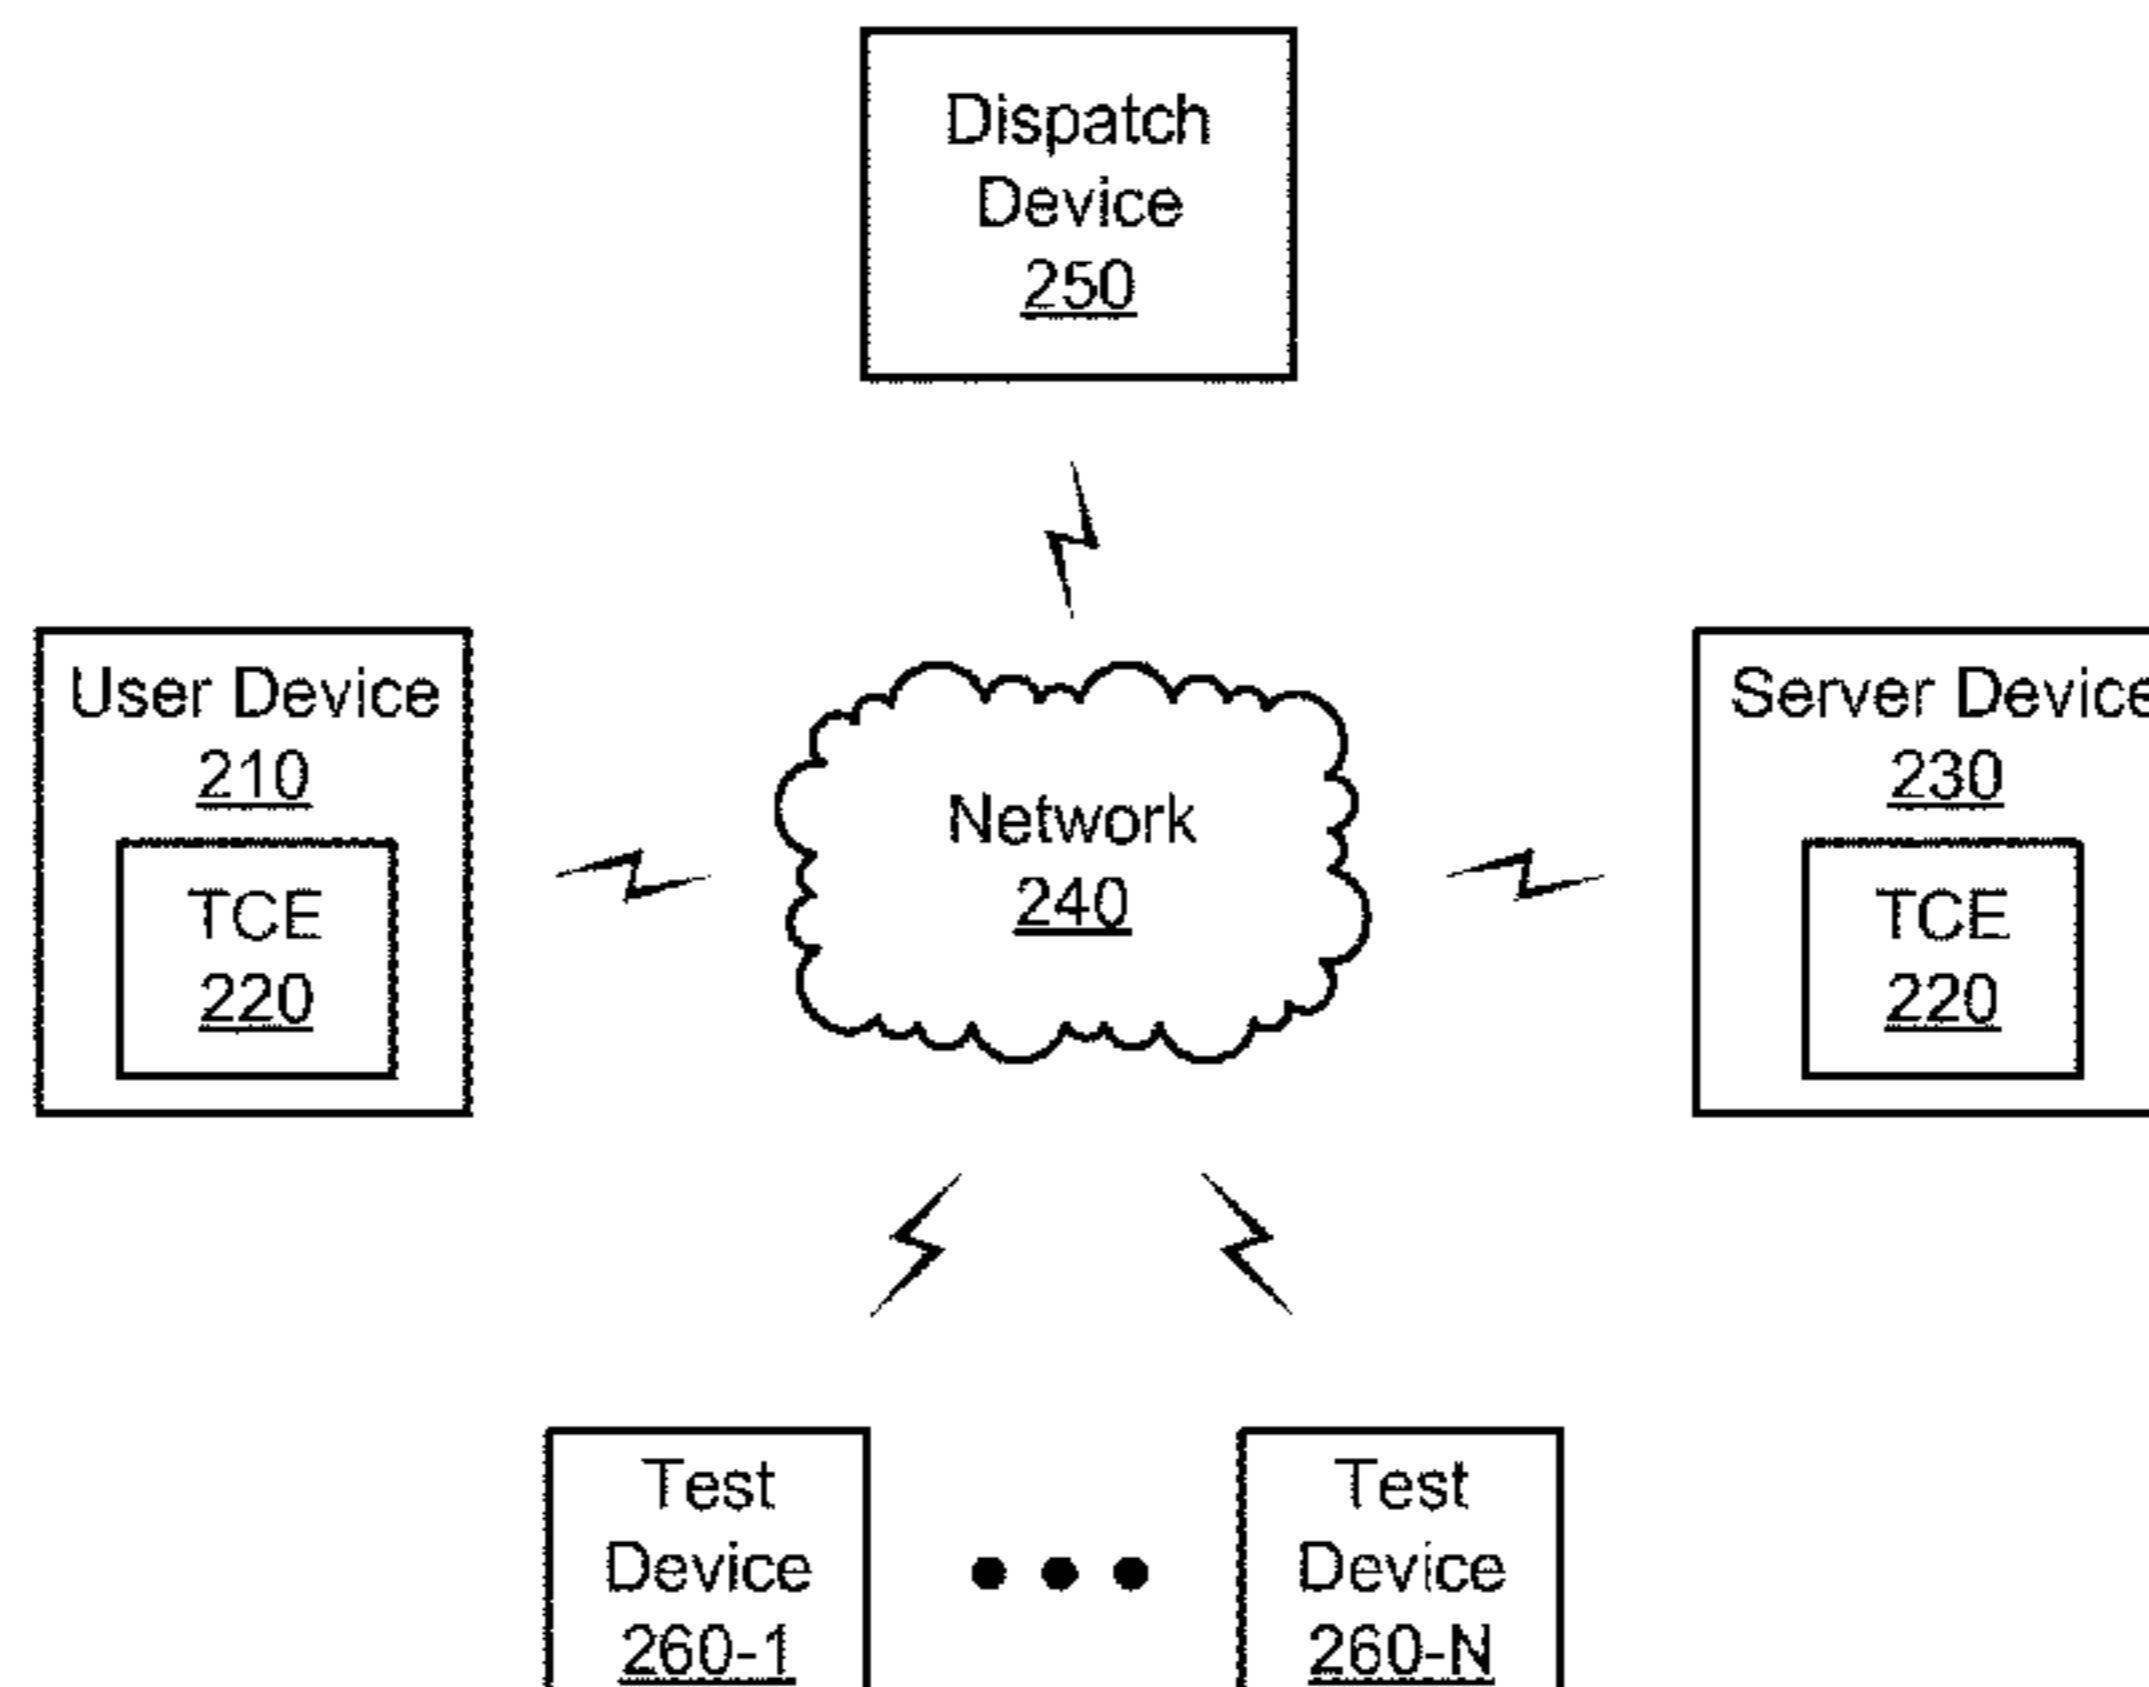 Dispatch
Device
250
User Device
210
TCE
220
Network
240
Server Device
230
TCE
220
Test
Device
260-1
Test
Device
260-N